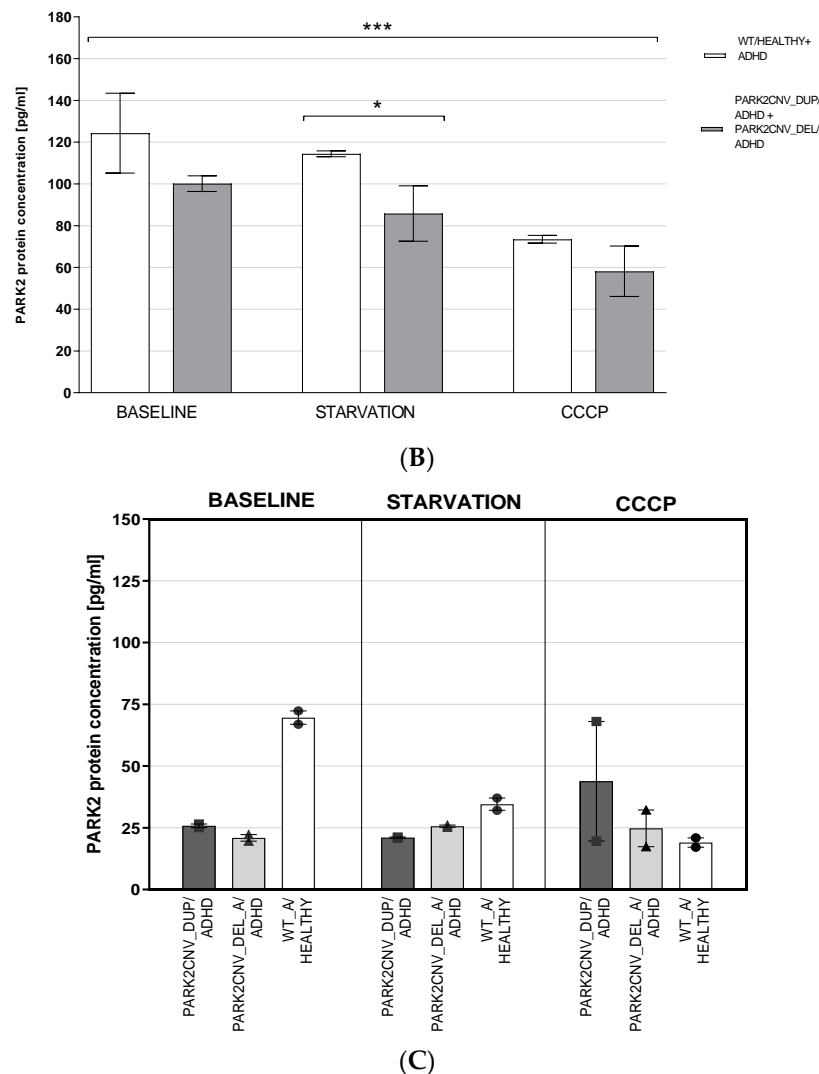 180
160
140
120
100
80
60
40
20
0
PARK2 protein concentration [pg/ml]
***
*
BASELINE STARVATION CCCP
WT/HEALTHY+
ADHD
PARK2CNV_DUP/
ADHD +
PARK2CNV_DEL/
ADHD
(B)
BASELINE STARVATION CCCP
150
125
100
75
50
25
0
PARK2 protein concentration [pg/ml]
PARK2CNV_DUP/
ADHD
PARK2CNV_DEL_A/
ADHD
WT_A/
HEALTHY
PARK2CNV_DUP/
ADHD
PARK2CNV_DEL_A/
ADHD
WT_A/
HEALTHY
PARK2CNV_DUP/
ADHD
PARK2CNV_DEL_A/
ADHD
WT_A/
HEALTHY
(C)